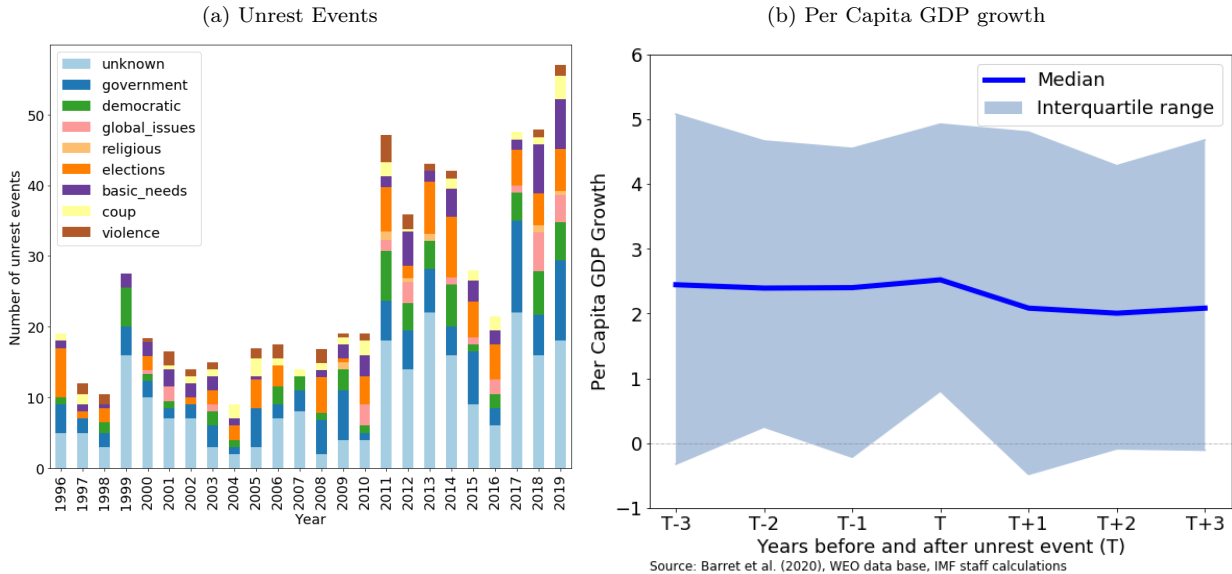 (a) Unrest Events
Number of unrest events
50
40
30
20
10
0
unknown
government
democratic
global_issues
religious
elections
basic_needs
coup
violence
1996
1997
1998
1999
2000
2001
2002
2003
2004
2005
2006
2007
2008
2009
2010
2011
2012
2013
2014
2015
2016
2017
2018
2019
Year
(b) Per Capita GDP growth
Per Capita GDP Growth
6
5
4
3
2
1
0
−1
Median
Interquartile range
T-3 T-2 T-1 T T+1 T+2 T+3
Years before and after unrest event (T)
Source: Barret et al. (2020), WEO data base, IMF staff calculations